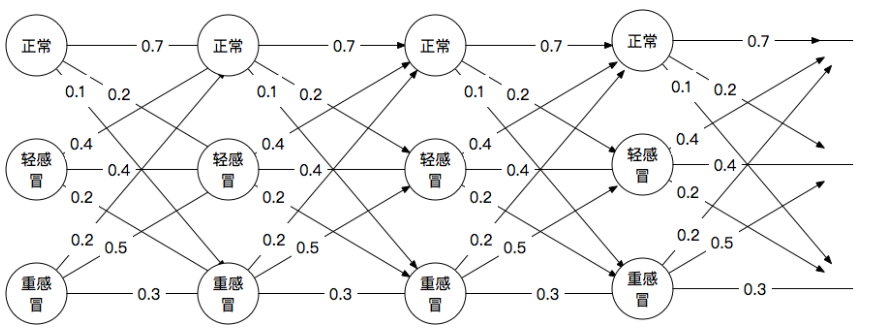 正常 0.7 正常 0.7 正常 0.7 正常 0.7
0.1 0.2 0.1 0.2 0.1 0.2 0.1 0.2
0.4 0.4 0.4 0.4
轻感冒 0.4 轻感冒 0.4 轻感冒 0.4 轻感冒 0.4
0.2 0.2 0.2 0.2
0.2 0.5 0.2 0.5 0.2 0.5 0.2 0.5
重感冒 0.3 重感冒 0.3 重感冒 0.3 重感冒 0.3